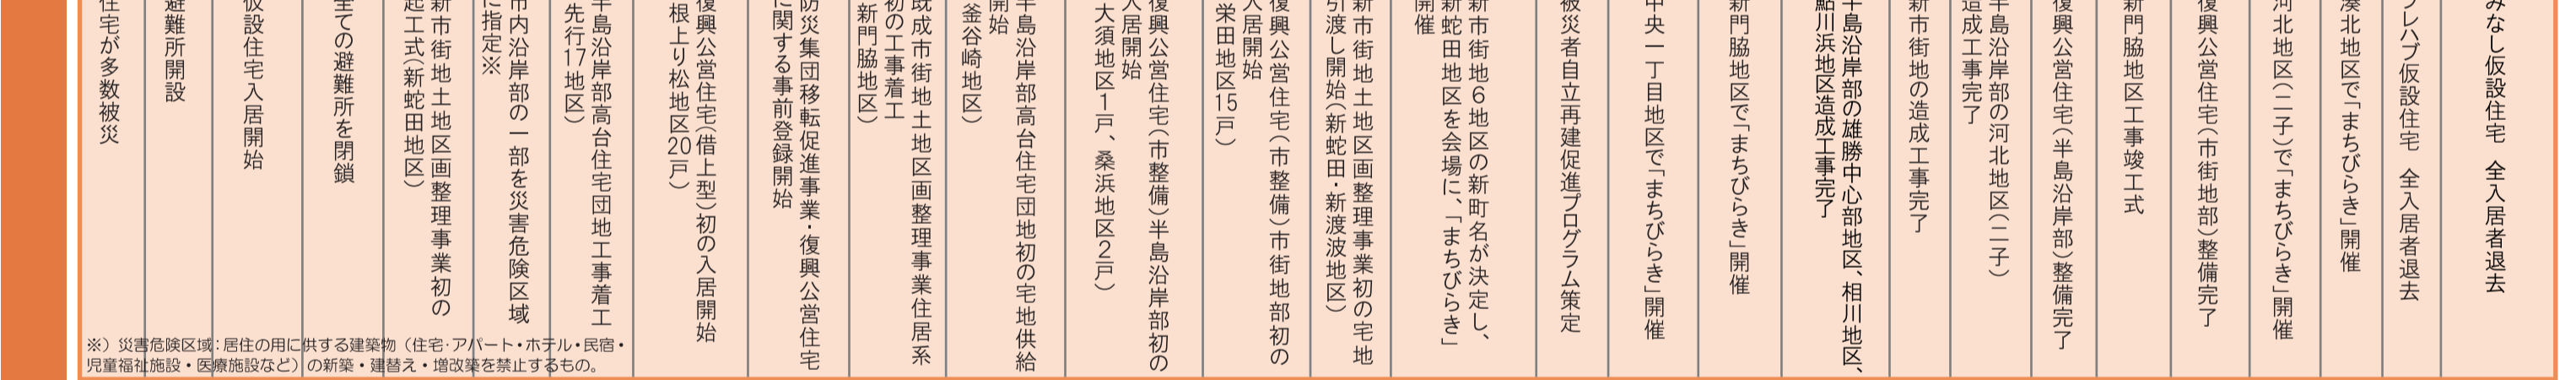 住宅が多数被災
避難所開設
仮設住宅入居開始
全ての避難所を閉鎖
新市街地土地区画整理事業初の
起工式(新蛇田地区)
市内沿岸部の一部を災害危険区域
に指定※
半島沿岸部高台住宅団地工事着工
先行17地区)
復興公営住宅(借上型)初の入居開始
根上り松地区20戸)
防災集団移転促進事業・復興公営住宅
に関する事前登録開始
既成市街地土地区画整理事業住居系
初の工事着工
新門脇地区)
半島沿岸部高台住宅団地初の宅地供給
開始
釜谷崎地区)
復興公営住宅(市整備)半島沿岸部初の
入居開始
大須地区1戸、桑浜地区2戸)
復興公営住宅(市整備)市街地部初の
入居開始
栄田地区15戸)
新市街地土地区画整理事業初の宅地
引渡し開始(新蛇田・新渡波地区)
新市街地6地区の新町名が決定し、
新蛇田地区を会場に、「まちびらき」
開催
被災者自立再建促進プログラム策定
中央一丁目地区で「まちびらき」開催
新門脇地区で「まちびらき」開催
半島沿岸部の雄勝中心部地区、相川地区、
鮎川浜地区造成工事完了
新市街地の造成工事完了
半島沿岸部の河北地区(二子)
造成工事完了
復興公営住宅(半島沿岸部)整備完了
新門脇地区工事竣工式
復興公営住宅(市街地部)整備完了
河北地区(二子)で「まちびらき」開催
湊北地区で「まちびらき」開催
プレハブ仮設住宅　全入居者退去
みなし仮設住宅　全入居者退去
※）災害危険区域：居住の用に供する建築物（住宅・アパート・ホテル・民宿・
児童福祉施設・医療施設など）の新築・建替え・増改築を禁止するもの。